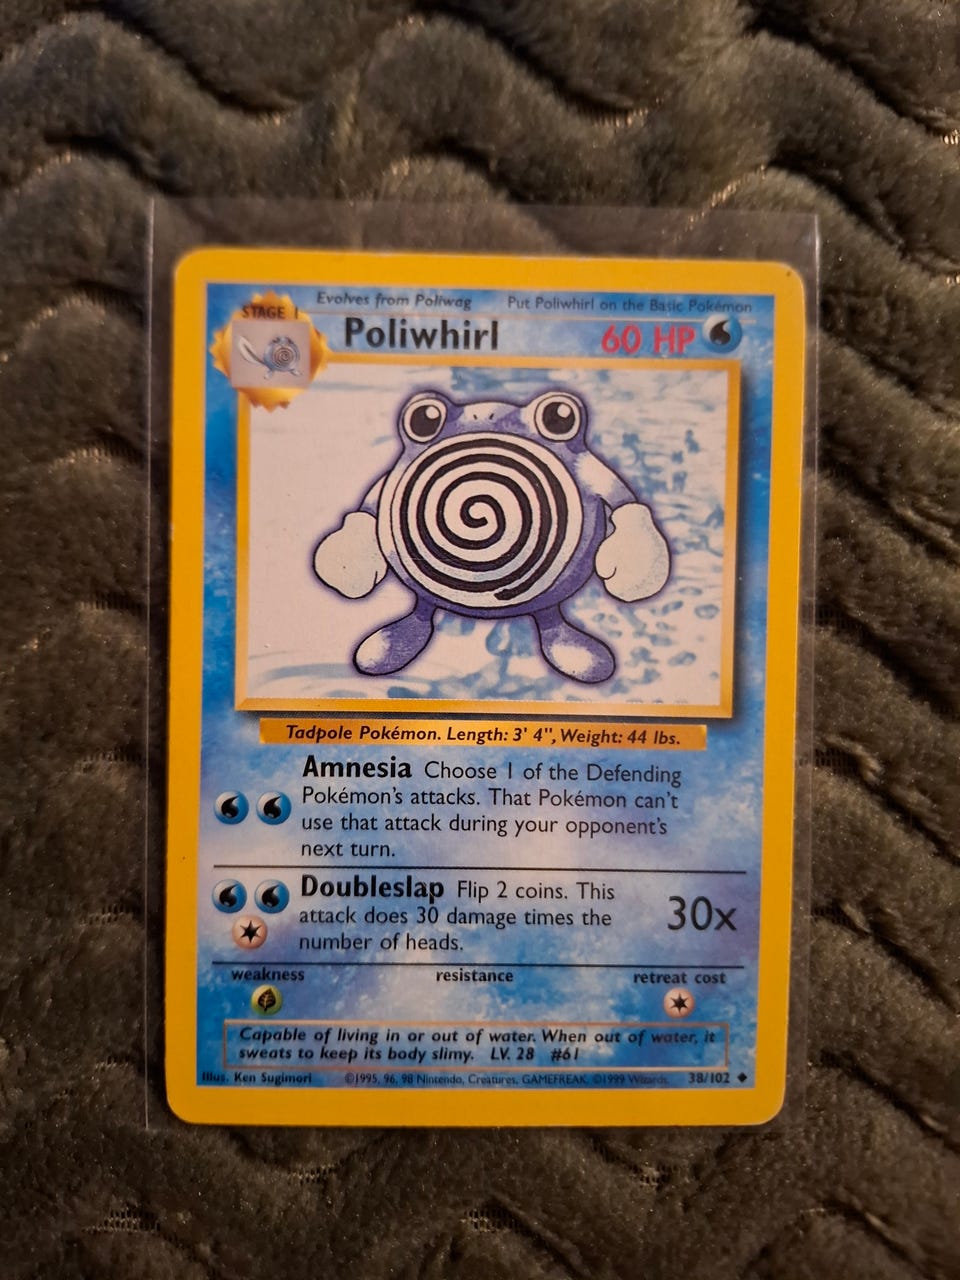 Evolves from Poliwag Put Poliwhirl on the Basic Pokémon
STAGE 1
Poliwhirl 60 HP
Tadpole Pokémon. Length: 3' 4", Weight: 44 lbs.
Amnesia Choose 1 of the Defending
Pokémon's attacks. That Pokémon can't
use that attack during your opponent's
next turn.
Doubleslap Flip 2 coins. This
attack does 30 damage times the
number of heads.
30x
weakness resistance retreat cost
Capable of living in or out of water. When out of water, it
sweats to keep its body slimy. LV. 28 #61
Illus. Ken Sugimori ©1995, 96, 98 Nintendo, Creatures, GAMEFREAK. ©1999 Wizards. 38/102